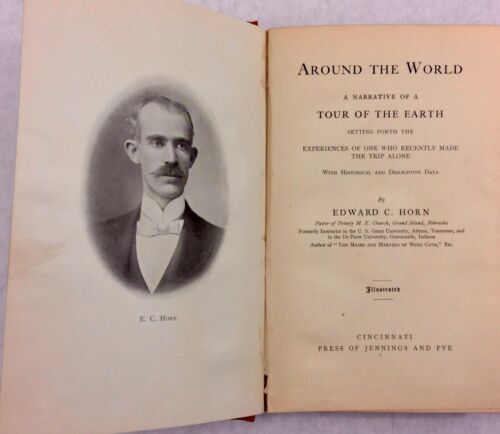 E. C. Horn.
Around the World
A NARRATIVE OF A
TOUR OF THE EARTH
SETTING FORTH THE
EXPERIENCES OF ONE WHO RECENTLY MADE
THE TRIP ALONE
With Historical and Descriptive Data
By
EDWARD C. HORN
Pastor of Trinity M. E. Church, Grand Island, Nebraska
Formerly Instructor in the U. S. Grant University, Athens, Tennessee, and
in the De Pauw University, Greencastle, Indiana
Author of "The Mazes and Marvels of Wind Cave," Etc.
Illustrated
CINCINNATI
PRESS OF JENNINGS AND PYE